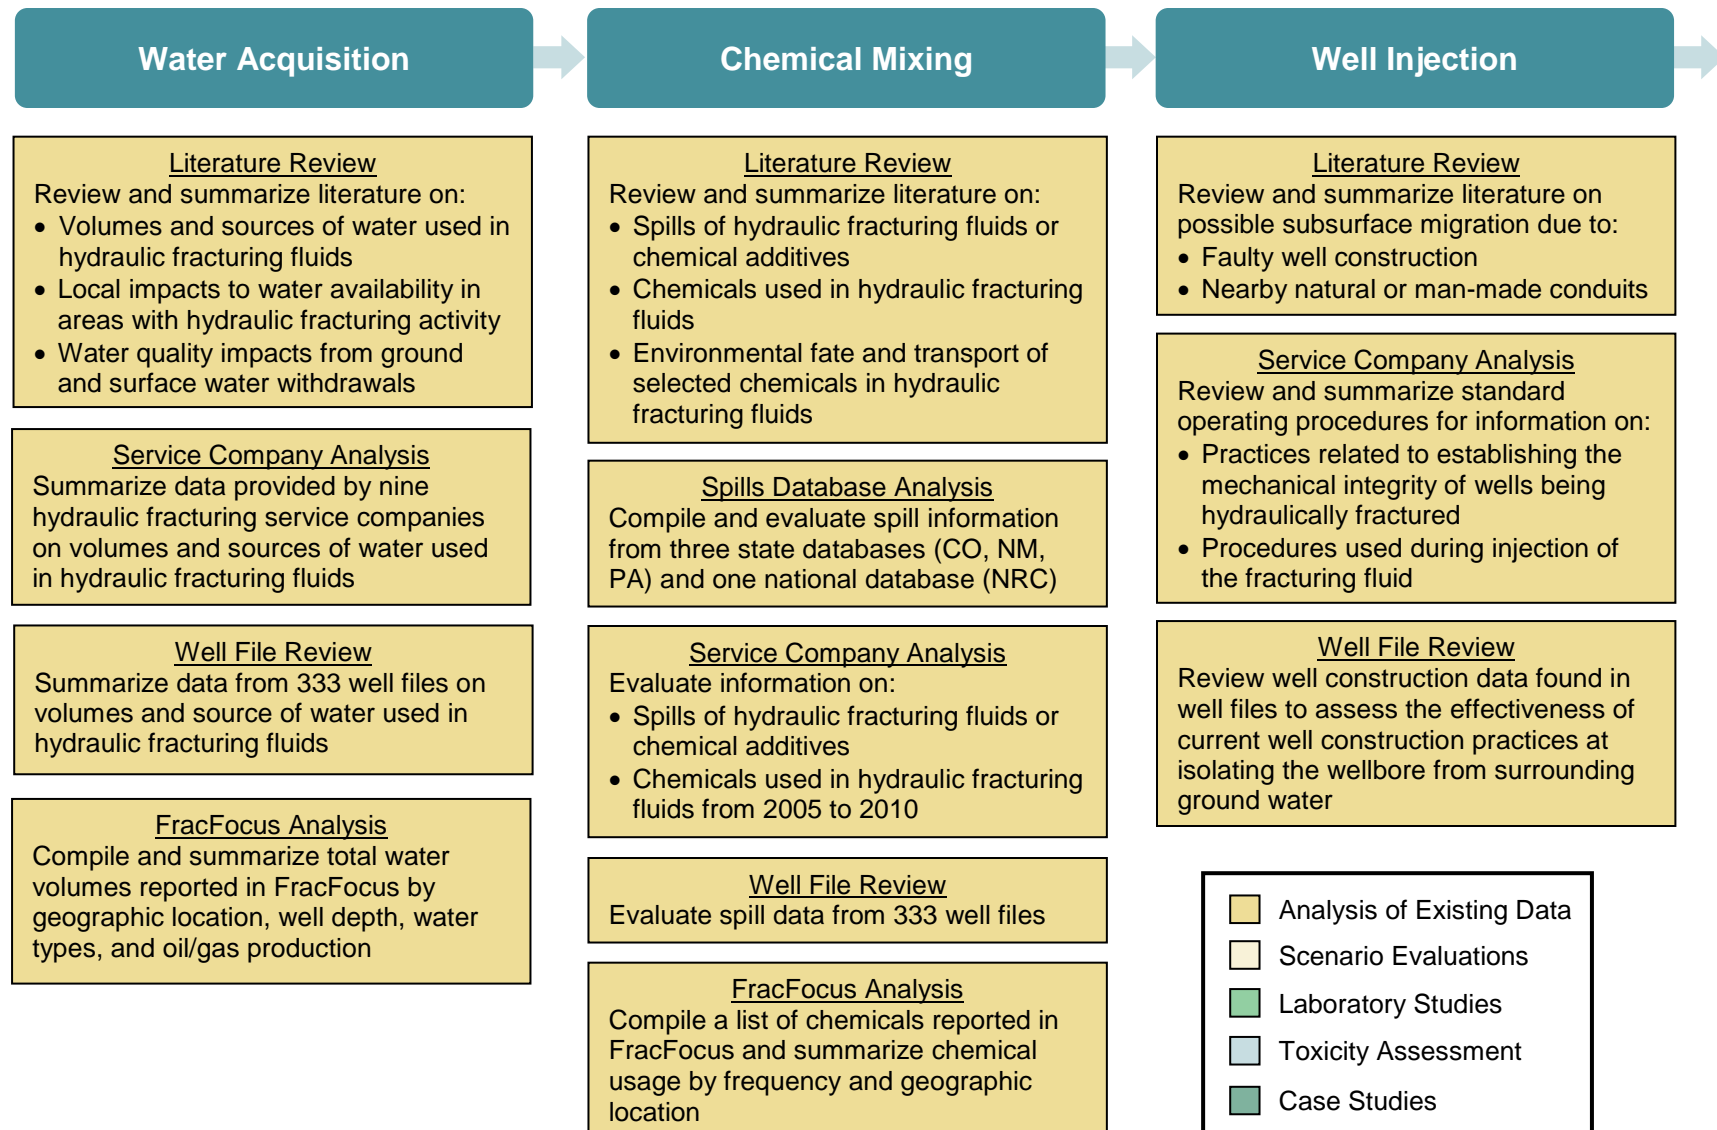 Water Acquisition
Chemical Mixing
Well Injection
Literature Review
Review and summarize literature on:
• Volumes and sources of water used in
hydraulic fracturing fluids
• Local impacts to water availability in
areas with hydraulic fracturing activity
• Water quality impacts from ground
and surface water withdrawals
Service Company Analysis
Summarize data provided by nine
hydraulic fracturing service companies
on volumes and sources of water used
in hydraulic fracturing fluids
Well File Review
Summarize data from 333 well files on
volumes and source of water used in
hydraulic fracturing fluids
FracFocus Analysis
Compile and summarize total water
volumes reported in FracFocus by
geographic location, well depth, water
types, and oil/gas production
Literature Review
Review and summarize literature on:
• Spills of hydraulic fracturing fluids or
chemical additives
• Chemicals used in hydraulic fracturing
fluids
• Environmental fate and transport of
selected chemicals in hydraulic
fracturing fluids
Spills Database Analysis
Compile and evaluate spill information
from three state databases (CO, NM,
PA) and one national database (NRC)
Service Company Analysis
Evaluate information on:
• Spills of hydraulic fracturing fluids or
chemical additives
• Chemicals used in hydraulic fracturing
fluids from 2005 to 2010
Well File Review
Evaluate spill data from 333 well files
FracFocus Analysis
Compile a list of chemicals reported in
FracFocus and summarize chemical
usage by frequency and geographic
location
Literature Review
Review and summarize literature on
possible subsurface migration due to:
• Faulty well construction
• Nearby natural or man-made conduits
Service Company Analysis
Review and summarize standard
operating procedures for information on:
• Practices related to establishing the
mechanical integrity of wells being
hydraulically fractured
• Procedures used during injection of
the fracturing fluid
Well File Review
Review well construction data found in
well files to assess the effectiveness of
current well construction practices at
isolating the wellbore from surrounding
ground water
Analysis of Existing Data
Scenario Evaluations
Laboratory Studies
Toxicity Assessment
Case Studies